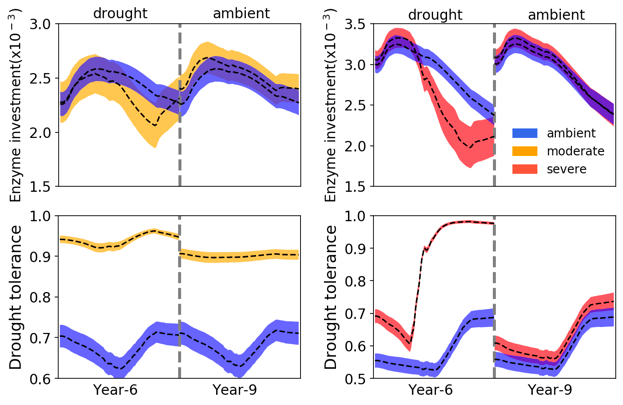 drought ambient
drought ambient
Enzyme investment(x10⁻³)
3.0
2.5
2.0
1.5
Enzyme investment(x10⁻³)
3.5
3.0
2.5
2.0
1.5
ambient
moderate
severe
Drought tolerance
1.0
0.9
0.8
0.7
0.6
Year-6 Year-9
Drought tolerance
1.0
0.9
0.8
0.7
0.6
0.5
Year-6 Year-9